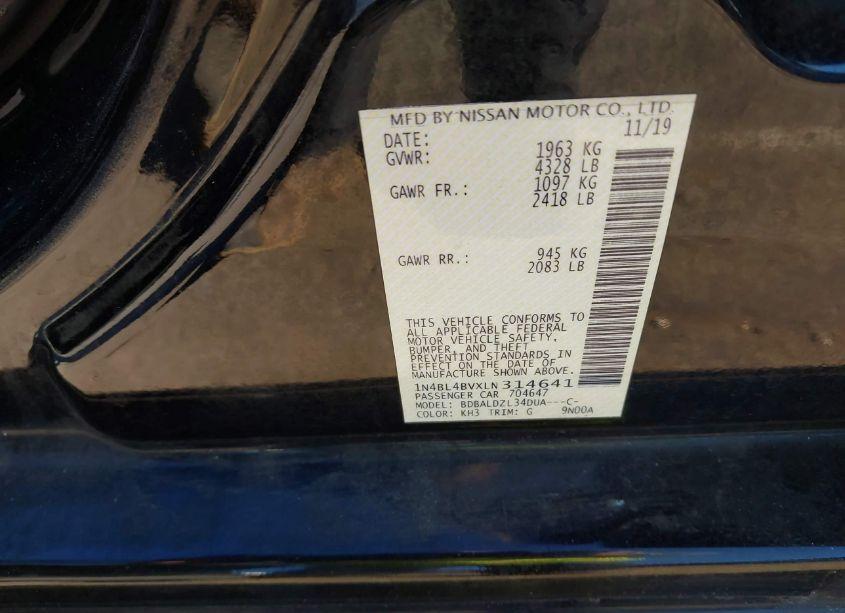 MFD BY NISSAN MOTOR CO., LTD.
DATE: 11/19
GVWR: 1963 KG
4328 LB
GAWR FR.: 1097 KG
2418 LB
GAWR RR.: 945 KG
2083 LB
THIS VEHICLE CONFORMS TO
ALL APPLICABLE FEDERAL
MOTOR VEHICLE SAFETY,
BUMPER, AND THEFT
PREVENTION STANDARDS IN
EFFECT ON THE DATE OF
MANUFACTURE SHOWN ABOVE.
1N4BL4BVXLN314641
PASSENGER CAR 704647
MODEL: BDBALDZL34DUA---C-
COLOR: KH3 TRIM: G 9N00A